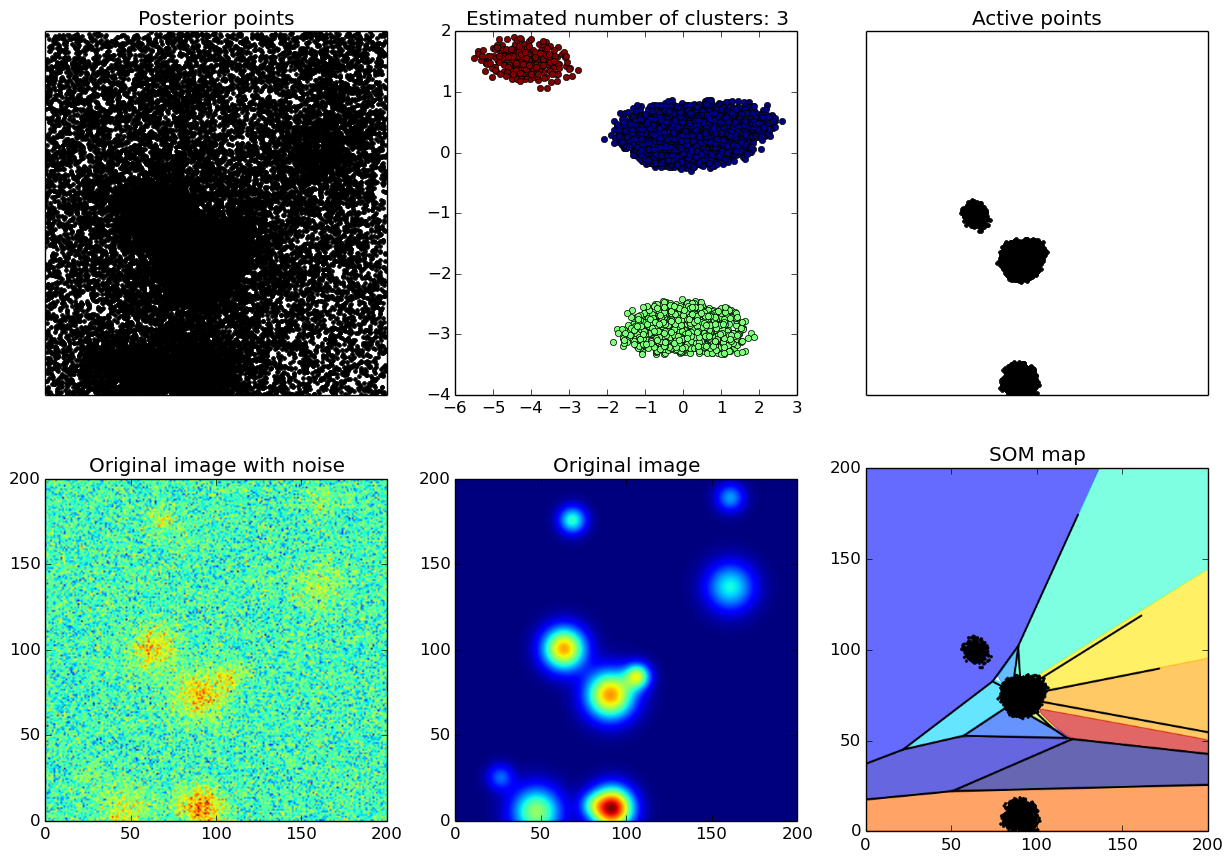 Posterior points
Estimated number of clusters: 3
Active points
2
1
0
−1
−2
−3
−4
−6 −5 −4 −3 −2 −1 0 1 2 3
Original image with noise
Original image
SOM map
200
150
100
50
0
0 50 100 150 200
200
150
100
50
0
0 50 100 150 200
200
150
100
50
0
0 50 100 150 200